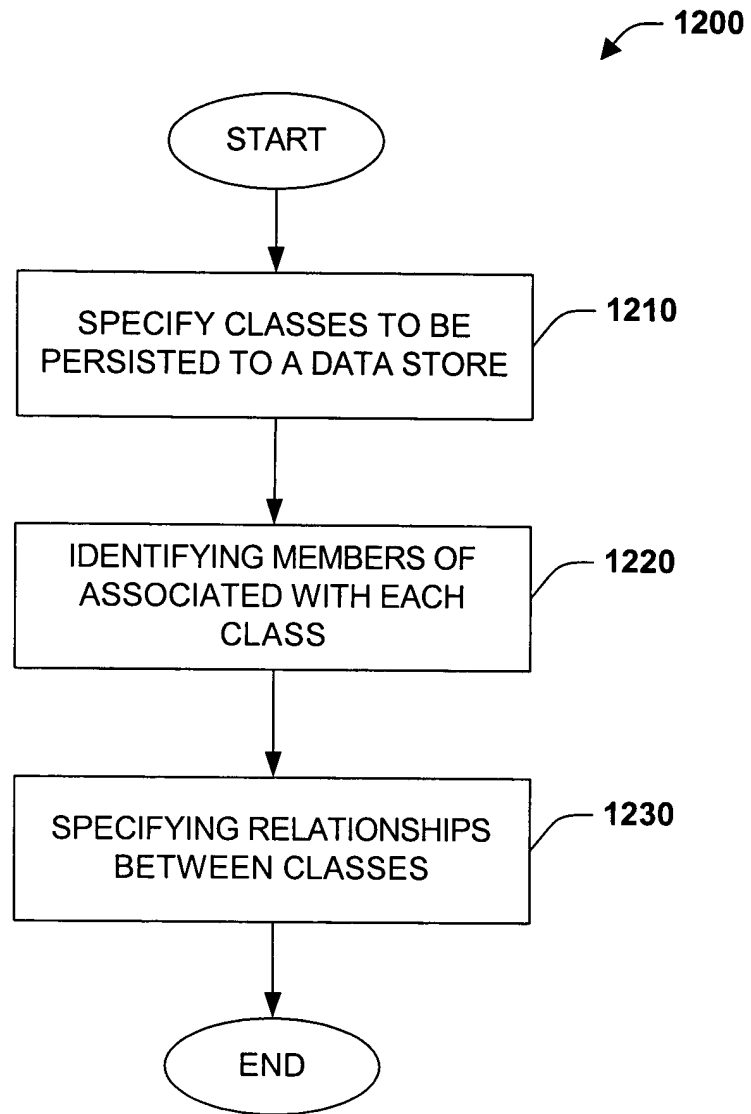 1200
START
SPECIFY CLASSES TO BE
PERSISTED TO A DATA STORE
1210
IDENTIFYING MEMBERS OF
ASSOCIATED WITH EACH
CLASS
1220
SPECIFYING RELATIONSHIPS
BETWEEN CLASSES
1230
END